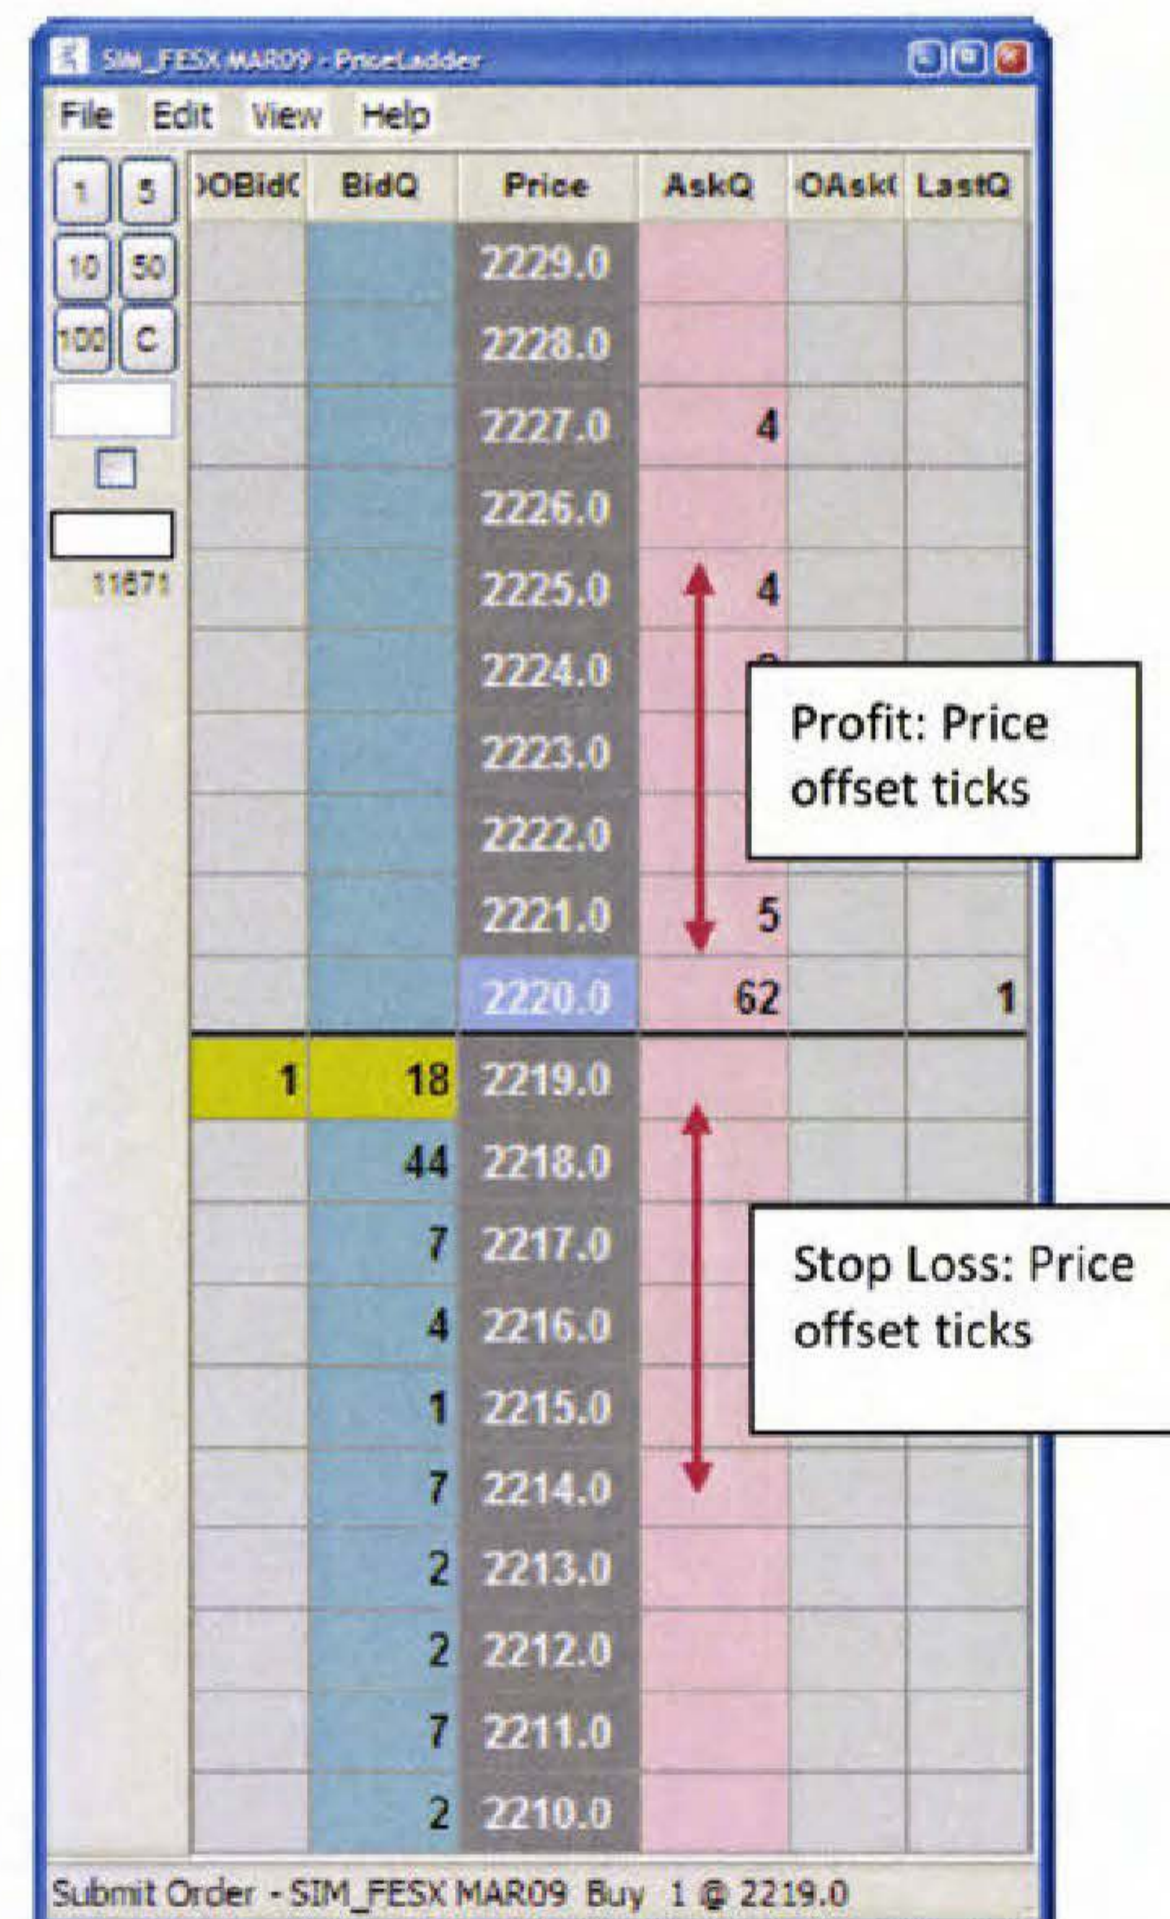 SIM_FESX MAR09 - PriceLadder
File Edit View Help
1 5 BidQ Price AskQ LastQ
10 50 2229.0
100 C 2228.0
2227.0 4
2226.0
11671 2225.0 4
2224.0
Profit: Price
offset ticks
2223.0
2222.0
2221.0 5
2220.0 62 1
1 18 2219.0
44 2218.0
7 2217.0
Stop Loss: Price
offset ticks
4 2216.0
1 2215.0
7 2214.0
2 2213.0
2 2212.0
7 2211.0
2 2210.0
Submit Order - SIM_FESX MAR09 Buy 1 @ 2219.0